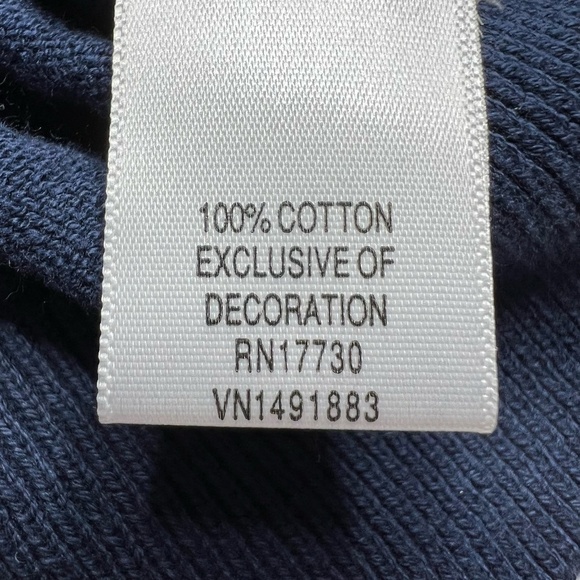 100% COTTON
EXCLUSIVE OF
DECORATION
RN17730
VN1491883